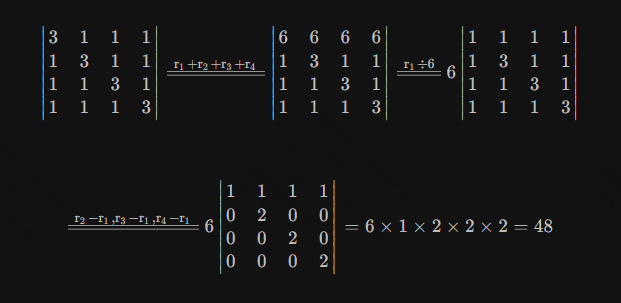 |3 1 1 1| |6 6 6 6| |1 1 1 1|
|1 3 1 1| r₁+r₂+r₃+r₄ |1 3 1 1| r₁÷6 6 |1 3 1 1|
|1 1 3 1| |1 1 3 1| |1 1 3 1|
|1 1 1 3| |1 1 1 3| |1 1 1 3|
|1 1 1 1|
r₂−r₁,r₃−r₁,r₄−r₁ 6 |0 2 0 0| = 6 × 1 × 2 × 2 × 2 = 48
|0 0 2 0|
|0 0 0 2|